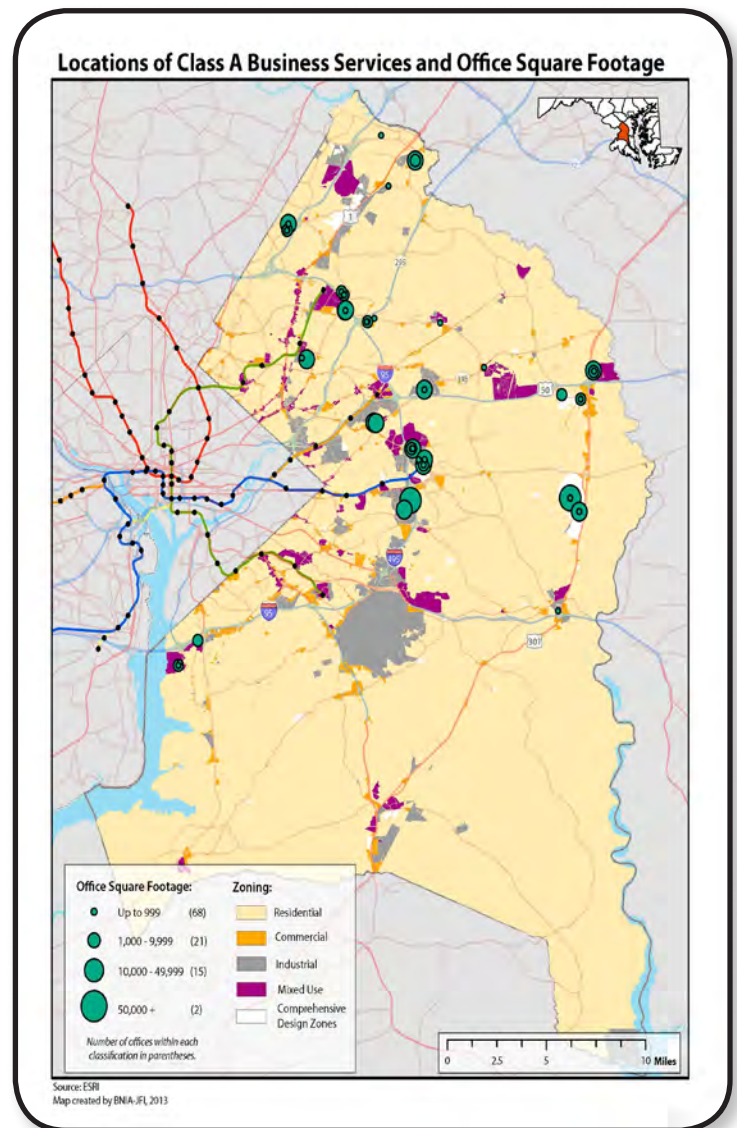 Locations of Class A Business Services and Office Square Footage
1
295
95
193
50
495
95
301
Office Square Footage:
Up to 999 (68)
1,000 - 9,999 (21)
10,000 - 49,999 (15)
50,000 + (2)
Number of offices within each
classification in parentheses.
Zoning:
Residential
Commercial
Industrial
Mixed Use
Comprehensive
Design Zones
0 2.5 5 10 Miles
Source: ESRI
Map created by BNIA-JFI, 2013